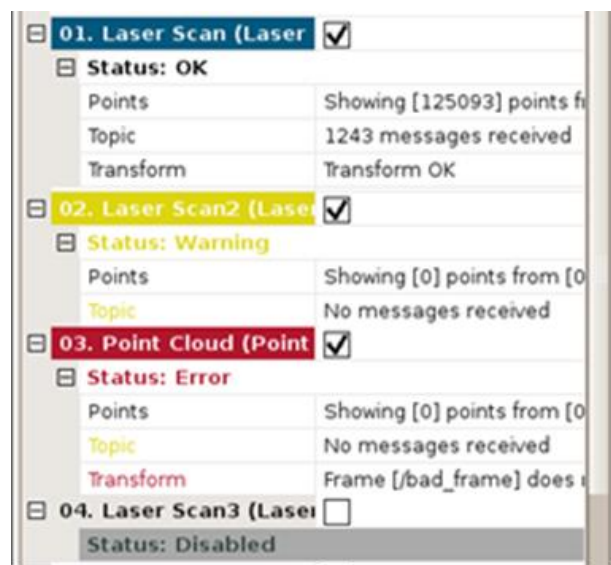 01. Laser Scan (Laser
Status: OK
Points Showing [125093] points fr
Topic 1243 messages received
Transform Transform OK
02. Laser Scan2 (Laser
Status: Warning
Points Showing [0] points from [0
Topic No messages received
03. Point Cloud (Point
Status: Error
Points Showing [0] points from [0
Topic No messages received
Transform Frame [/bad_frame] does
04. Laser Scan3 (Laser
Status: Disabled